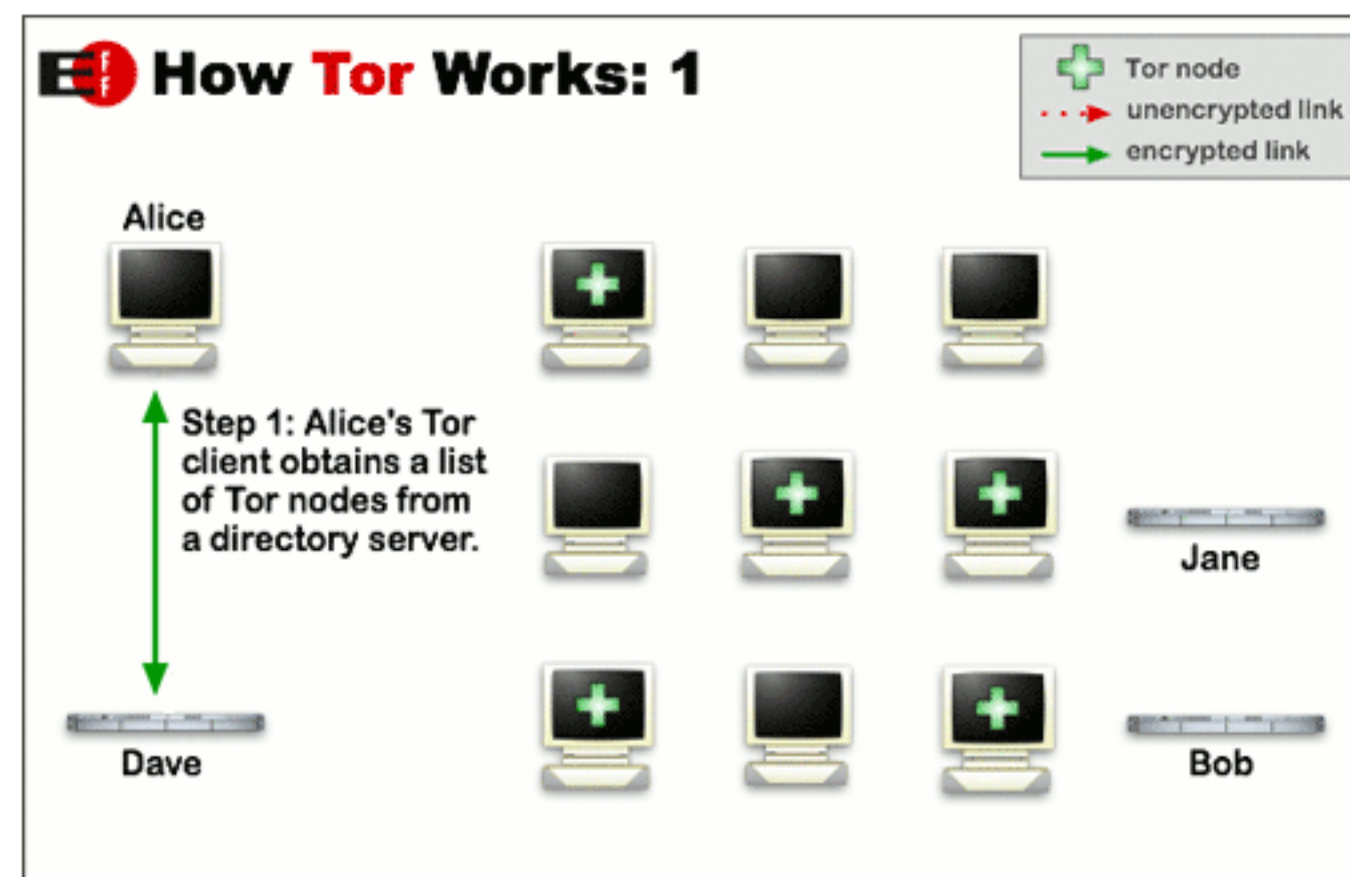 EFF How Tor Works: 1
Tor node
unencrypted link
encrypted link
Alice
Step 1: Alice's Tor
client obtains a list
of Tor nodes from
a directory server.
Jane
Dave
Bob